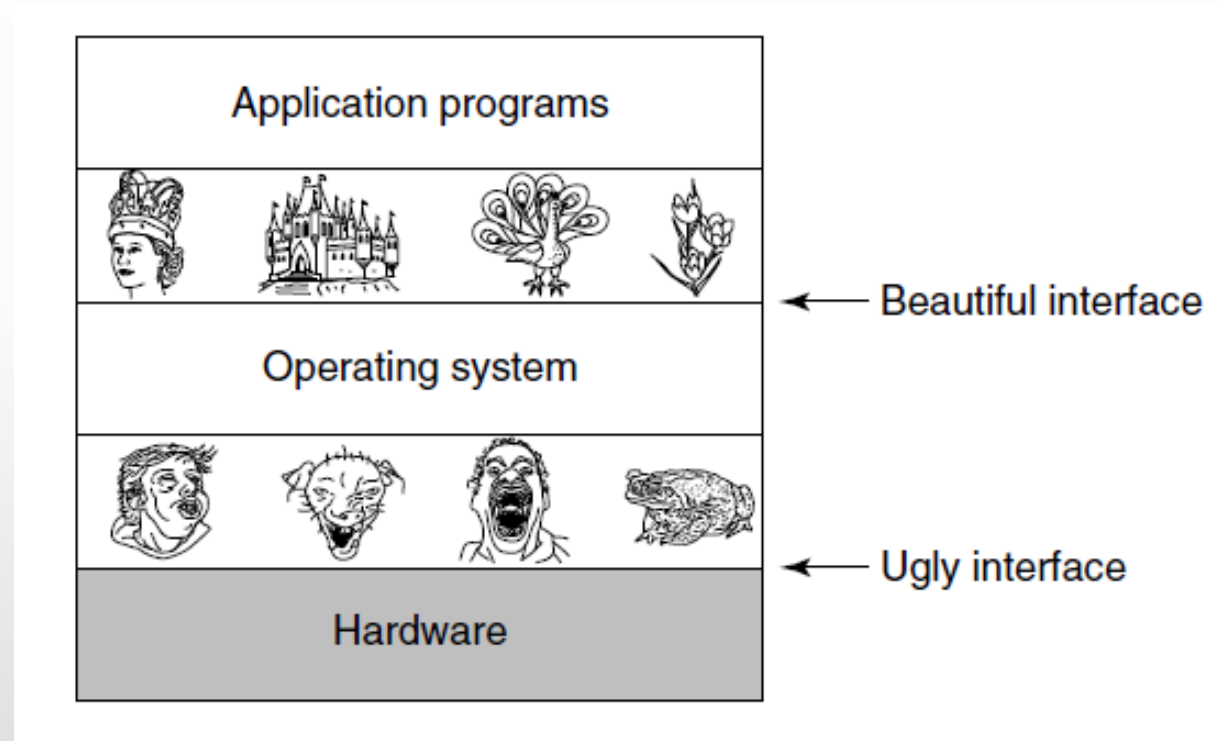 Application programs
Beautiful interface
Operating system
Ugly interface
Hardware